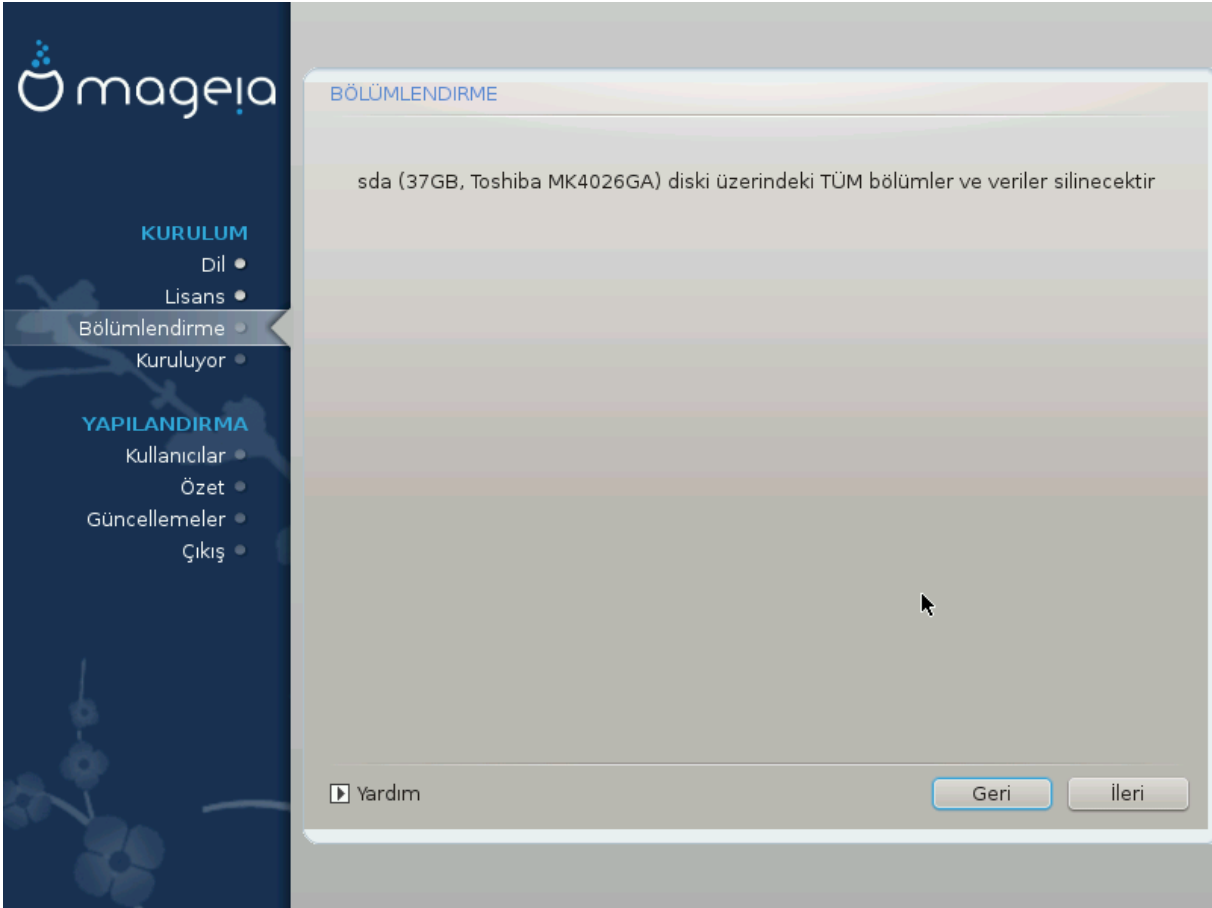 mageia
KURULUM
Dil
Lisans
Bölümlendirme
Kuruluyor
YAPILANDIRMA
Kullanıcılar
Özet
Güncellemeler
Çıkış
BÖLÜMLENDIRME
sda (37GB, Toshiba MK4026GA) diski üzerindeki TÜM bölümler ve veriler silinecektir
Yardım
Geri
İleri